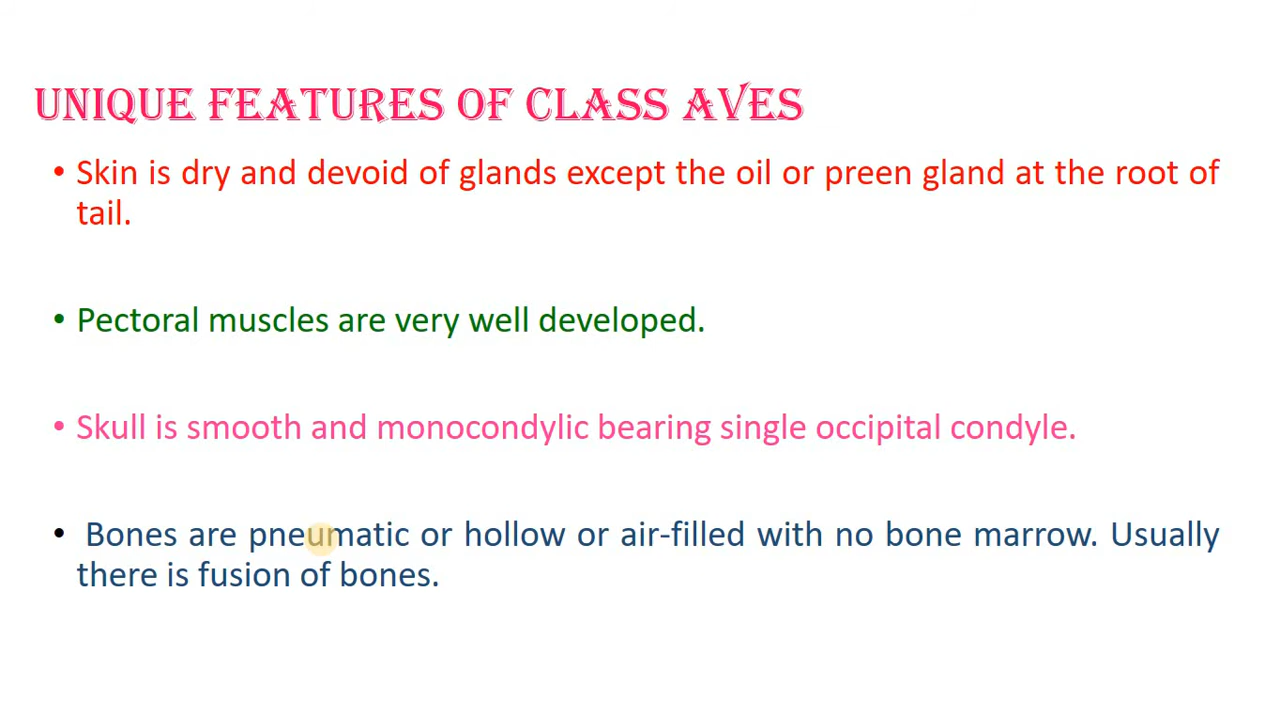 UNIQUE FEATURES OF CLASS AVES
• Skin is dry and devoid of glands except the oil or preen gland at the root of
tail.
• Pectoral muscles are very well developed.
• Skull is smooth and monocondylic bearing single occipital condyle.
• Bones are pneumatic or hollow or air-filled with no bone marrow. Usually
there is fusion of bones.